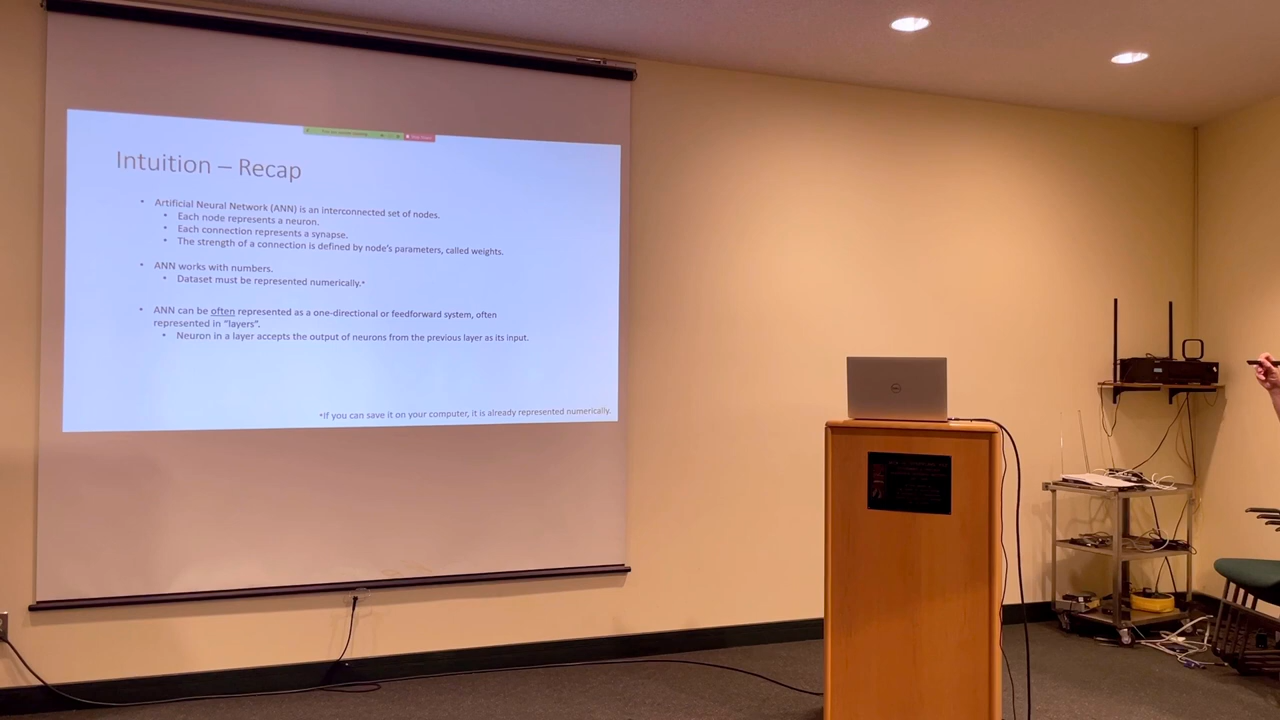 Intuition – Recap
• Artificial Neural Network (ANN) is an interconnected set of nodes.
• Each node represents a neuron.
• Each connection represents a synapse.
• The strength of a connection is defined by node's parameters, called weights.
• ANN works with numbers.
• Dataset must be represented numerically.*
• ANN can be often represented as a one-directional or feedforward system, often
represented in “layers”.
• Neuron in a layer accepts the output of neurons from the previous layer as its input.
*If you can save it on your computer, it is already represented numerically.
DELL